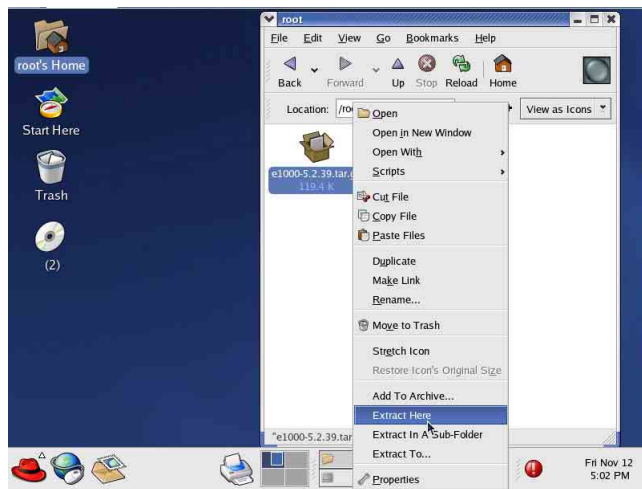 root's Home
Start Here
Trash
(2)
root
File Edit View Go Bookmarks Help
Back Forward Up Stop Reload Home
Location: /ro View as Icons
e1000-5.2.39.tar.g
119.4 K
Open
Open in New Window
Open With
Scripts
Cut File
Copy File
Paste Files
Duplicate
Make Link
Rename...
Move to Trash
Stretch Icon
Restore Icon's Original Size
Add To Archive...
Extract Here
Extract In A Sub-Folder
Extract To...
Properties
"e1000-5.2.39.tar
Fri Nov 12
5:02 PM